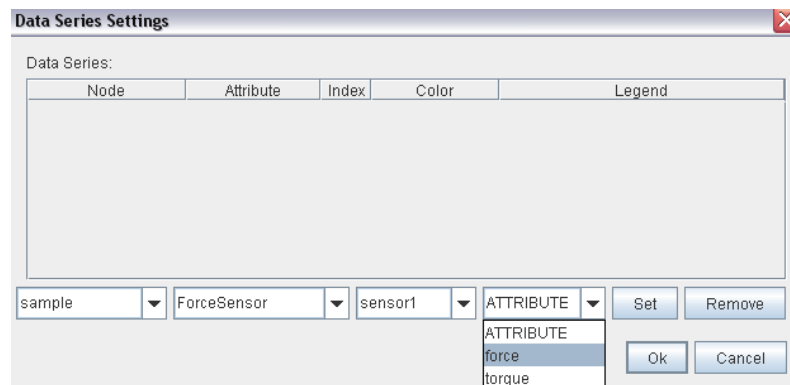 Data Series Settings
Data Series:
Node Attribute Index Color Legend
sample ForceSensor sensor1 ATTRIBUTE Set Remove
ATTRIBUTE
force Ok Cancel
torque